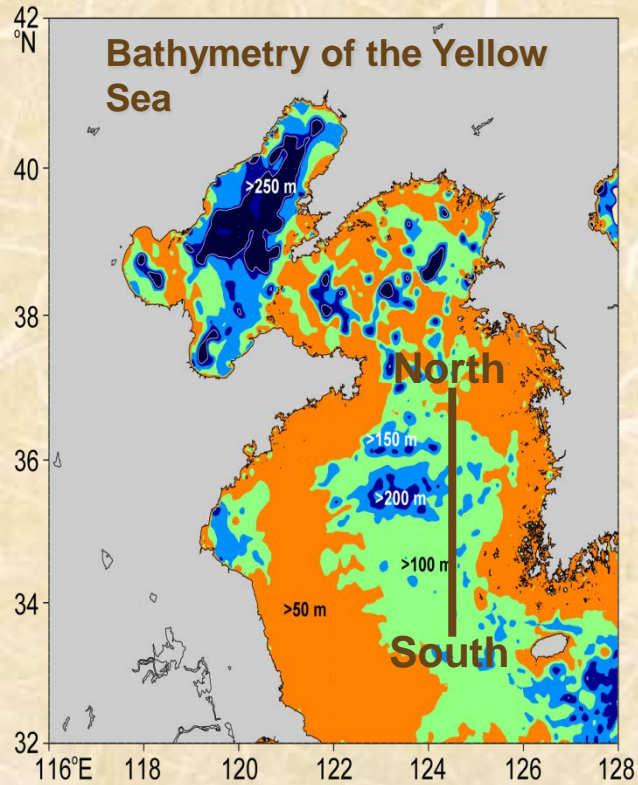 Bathymetry of the Yellow
Sea
42
°N
40
38
36
34
32
>250 m
North
>150 m
>200 m
>100 m
>50 m
South
116°E 118 120 122 124 126 128